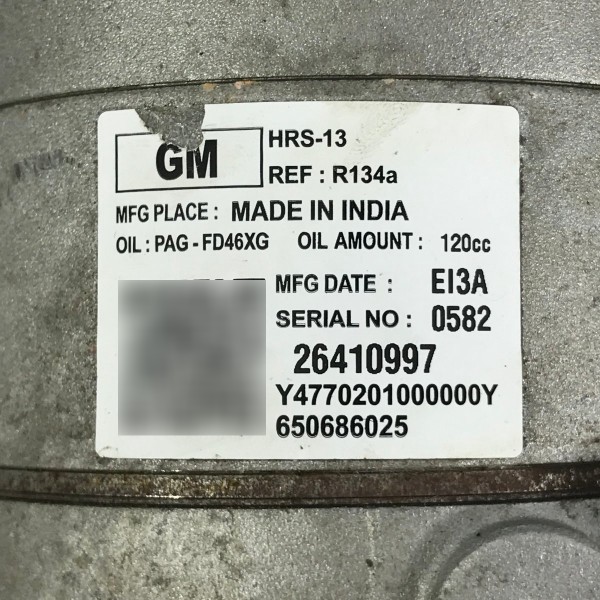 GM
HRS-13
REF : R134a
MFG PLACE : MADE IN INDIA
OIL : PAG - FD46XG OIL AMOUNT : 120cc
MFG DATE : EI3A
SERIAL NO : 0582
26410997
Y4770201000000Y
650686025